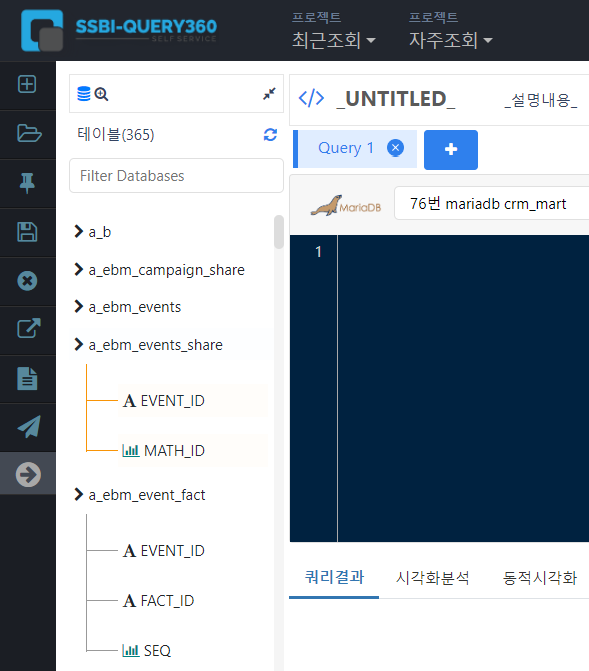 SSBI-QUERY360
SELF SERVICE
프로젝트
최근조회
프로젝트
자주조회
테이블(365)
Filter Databases
a_b
a_ebm_campaign_share
a_ebm_events
a_ebm_events_share
A EVENT_ID
MATH_ID
a_ebm_event_fact
A EVENT_ID
A FACT_ID
SEQ
</> _UNTITLED_ _설명내용_
Query 1
MariaDB 76번 mariadb crm_mart
1
쿼리결과 시각화분석 동적시각화